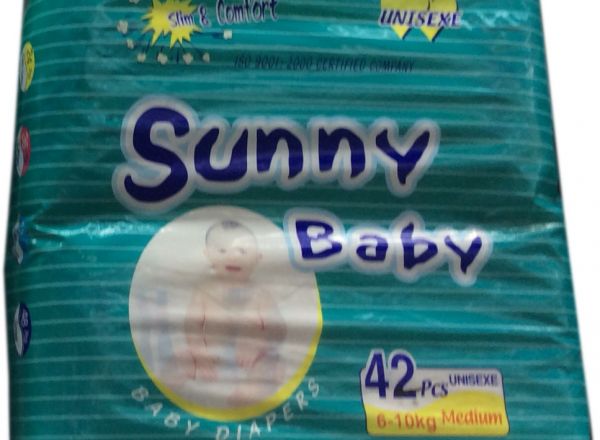 Slim & Comfort
UNISEXE
ISO 9001: 2000 CERTIFIED COMPANY
Sunny
Baby
BABY DIAPERS
42 Pcs UNISEXE
6-10kg Medium